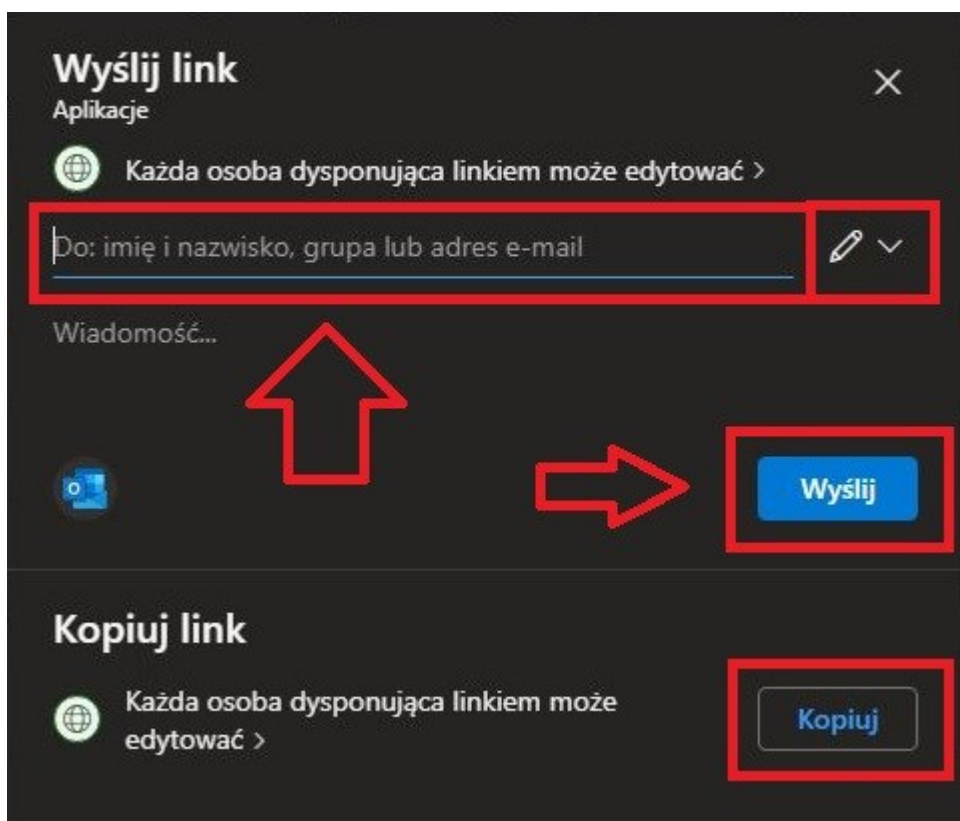 Wyślij link
Aplikacje
Każda osoba dysponująca linkiem może edytować >
Do: imię i nazwisko, grupa lub adres e-mail
Wiadomość...
Wyślij
Kopiuj link
Każda osoba dysponująca linkiem może
edytować >
Kopiuj